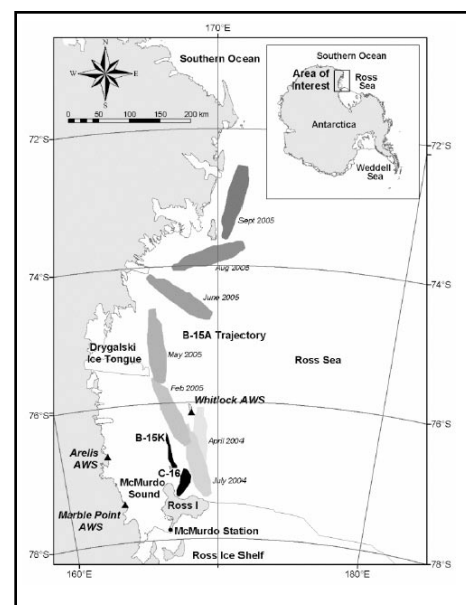 170°E
Southern Ocean
N
W
E
S
0
50
100
200 km
Southern Ocean
Area of
Interest
Ross
Sea
Antarctica
Weddell
Sea
72°S
72°S
Sept 2005
Aug 2005
74°S
74°S
June 2005
B-15A Trajectory
Ross Sea
Drygalski
Ice Tongue
May 2005
Feb 2005
Whitlock AWS
76°S
76°S
B-15K
April 2004
Arelis
AWS
C-16
McMurdo
Sound
July 2004
Ross I
Marble Point
AWS
McMurdo Station
Ross Ice Shelf
78°S
78°S
160°E
170°E
180°E